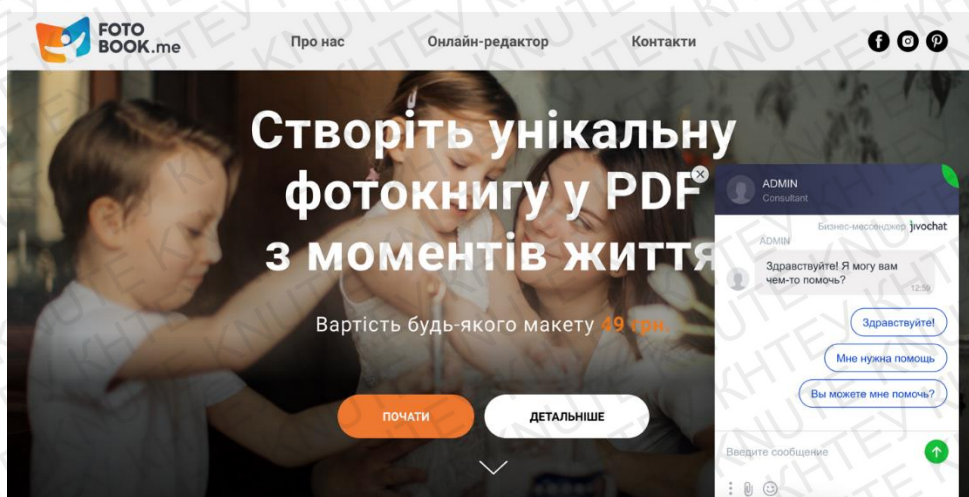 FOTO
BOOK.me
Про нас
Онлайн-редактор
Контакти
Створіть унікальну
фотокнигу у PDF
з моментів життя
Вартість будь-якого макету 49 грн.
ПОЧАТИ
ДЕТАЛЬНІШЕ
ADMIN
Consultant
Бизнес-мессенджер jivochat
ADMIN
Здравствуйте! Я могу вам
чем-то помочь?
12:59
Здравствуйте!
Мне нужна помощь
Вы можете мне помочь?
Введите сообщение